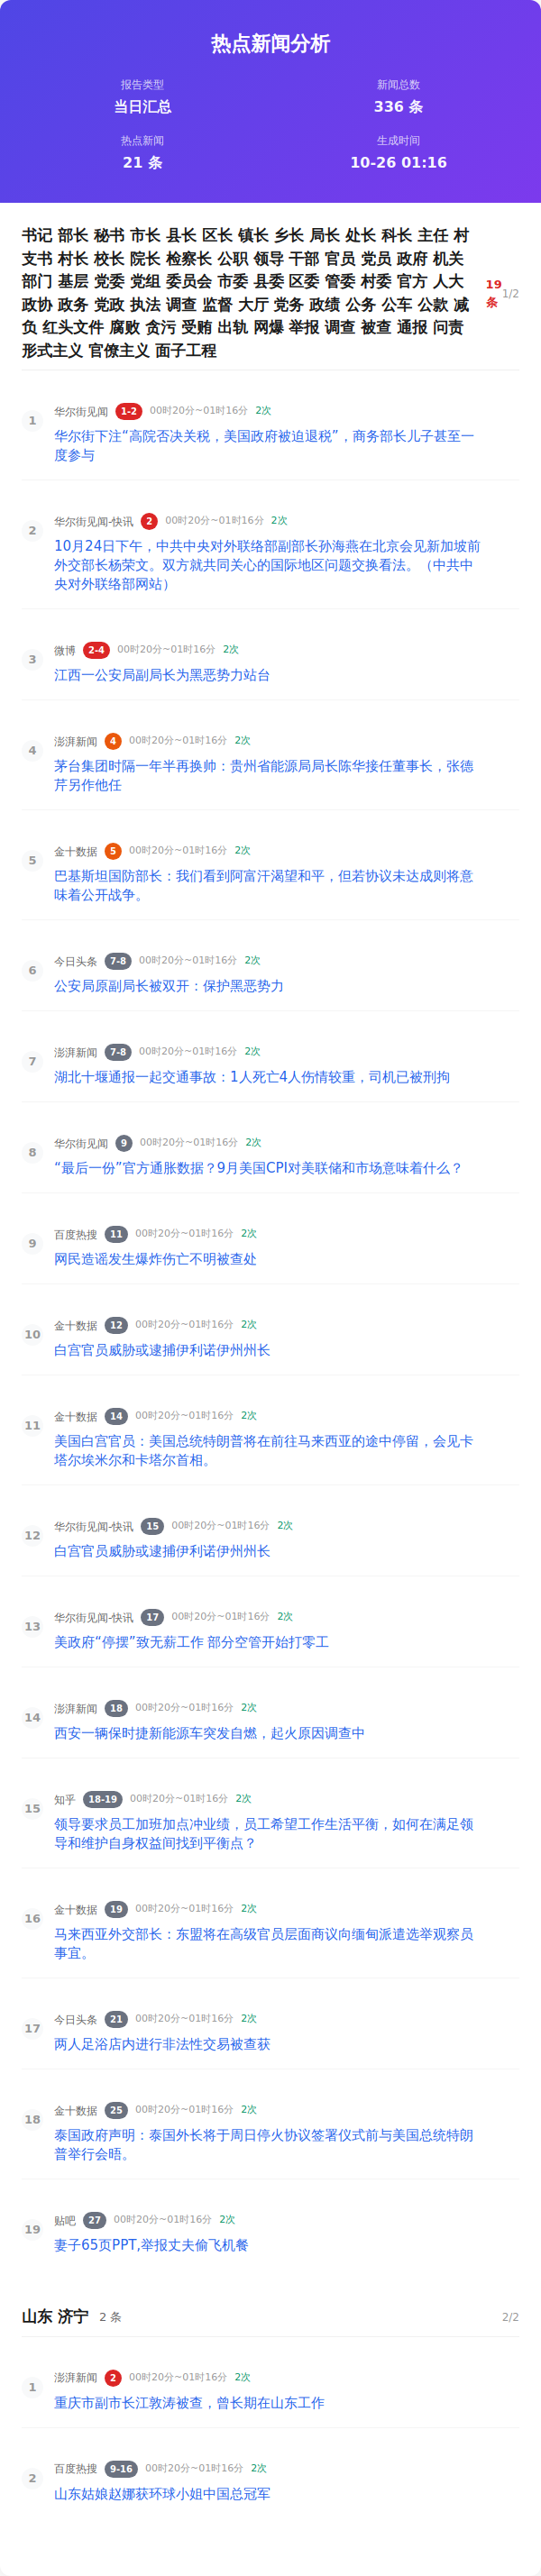 热点新闻分析
报告类型
新闻总数
当日汇总
336 条
热点新闻
生成时间
21 条
10-26 01:16
书记 部长 秘书 市长 县长 区长 镇长 乡长 局长 处长 科长 主任 村
支书 村长 校长 院长 检察长 公职 领导 干部 官员 党员 政府 机关
部门 基层 党委 党组 委员会 市委 县委 区委 管委 村委 官方 人大
政协 政务 党政 执法 调查 监督 大厅 党务 政绩 公务 公车 公款 减
负 红头文件 腐败 贪污 受贿 出轨 网爆 举报 调查 被查 通报 问责
形式主义 官僚主义 面子工程
19
条
1/2
1
华尔街见闻 1-2 00时20分~01时16分 2次
华尔街下注“高院否决关税，美国政府被迫退税”，商务部长儿子甚至一
度参与
2
华尔街见闻-快讯 2 00时20分~01时16分 2次
10月24日下午，中共中央对外联络部副部长孙海燕在北京会见新加坡前
外交部长杨荣文。双方就共同关心的国际地区问题交换看法。（中共中
央对外联络部网站）
3
微博 2-4 00时20分~01时16分 2次
江西一公安局副局长为黑恶势力站台
4
澎湃新闻 4 00时20分~01时16分 2次
茅台集团时隔一年半再换帅：贵州省能源局局长陈华接任董事长，张德
芹另作他任
5
金十数据 5 00时20分~01时16分 2次
巴基斯坦国防部长：我们看到阿富汗渴望和平，但若协议未达成则将意
味着公开战争。
6
今日头条 7-8 00时20分~01时16分 2次
公安局原副局长被双开：保护黑恶势力
7
澎湃新闻 7-8 00时20分~01时16分 2次
湖北十堰通报一起交通事故：1人死亡4人伤情较重，司机已被刑拘
8
华尔街见闻 9 00时20分~01时16分 2次
“最后一份”官方通胀数据？9月美国CPI对美联储和市场意味着什么？
9
百度热搜 11 00时20分~01时16分 2次
网民造谣发生爆炸伤亡不明被查处
10
金十数据 12 00时20分~01时16分 2次
白宫官员威胁或逮捕伊利诺伊州州长
11
金十数据 14 00时20分~01时16分 2次
美国白宫官员：美国总统特朗普将在前往马来西亚的途中停留，会见卡
塔尔埃米尔和卡塔尔首相。
12
华尔街见闻-快讯 15 00时20分~01时16分 2次
白宫官员威胁或逮捕伊利诺伊州州长
13
华尔街见闻-快讯 17 00时20分~01时16分 2次
美政府“停摆”致无薪工作 部分空管开始打零工
14
澎湃新闻 18 00时20分~01时16分 2次
西安一辆保时捷新能源车突发自燃，起火原因调查中
15
知乎 18-19 00时20分~01时16分 2次
领导要求员工加班加点冲业绩，员工希望工作生活平衡，如何在满足领
导和维护自身权益间找到平衡点？
16
金十数据 19 00时20分~01时16分 2次
马来西亚外交部长：东盟将在高级官员层面商议向缅甸派遣选举观察员
事宜。
17
今日头条 21 00时20分~01时16分 2次
两人足浴店内进行非法性交易被查获
18
金十数据 25 00时20分~01时16分 2次
泰国政府声明：泰国外长将于周日停火协议签署仪式前与美国总统特朗
普举行会晤。
19
贴吧 27 00时20分~01时16分 2次
妻子65页PPT,举报丈夫偷飞机餐
山东 济宁 2 条
2/2
1
澎湃新闻 2 00时20分~01时16分 2次
重庆市副市长江敦涛被查，曾长期在山东工作
2
百度热搜 9-16 00时20分~01时16分 2次
山东姑娘赵娜获环球小姐中国总冠军